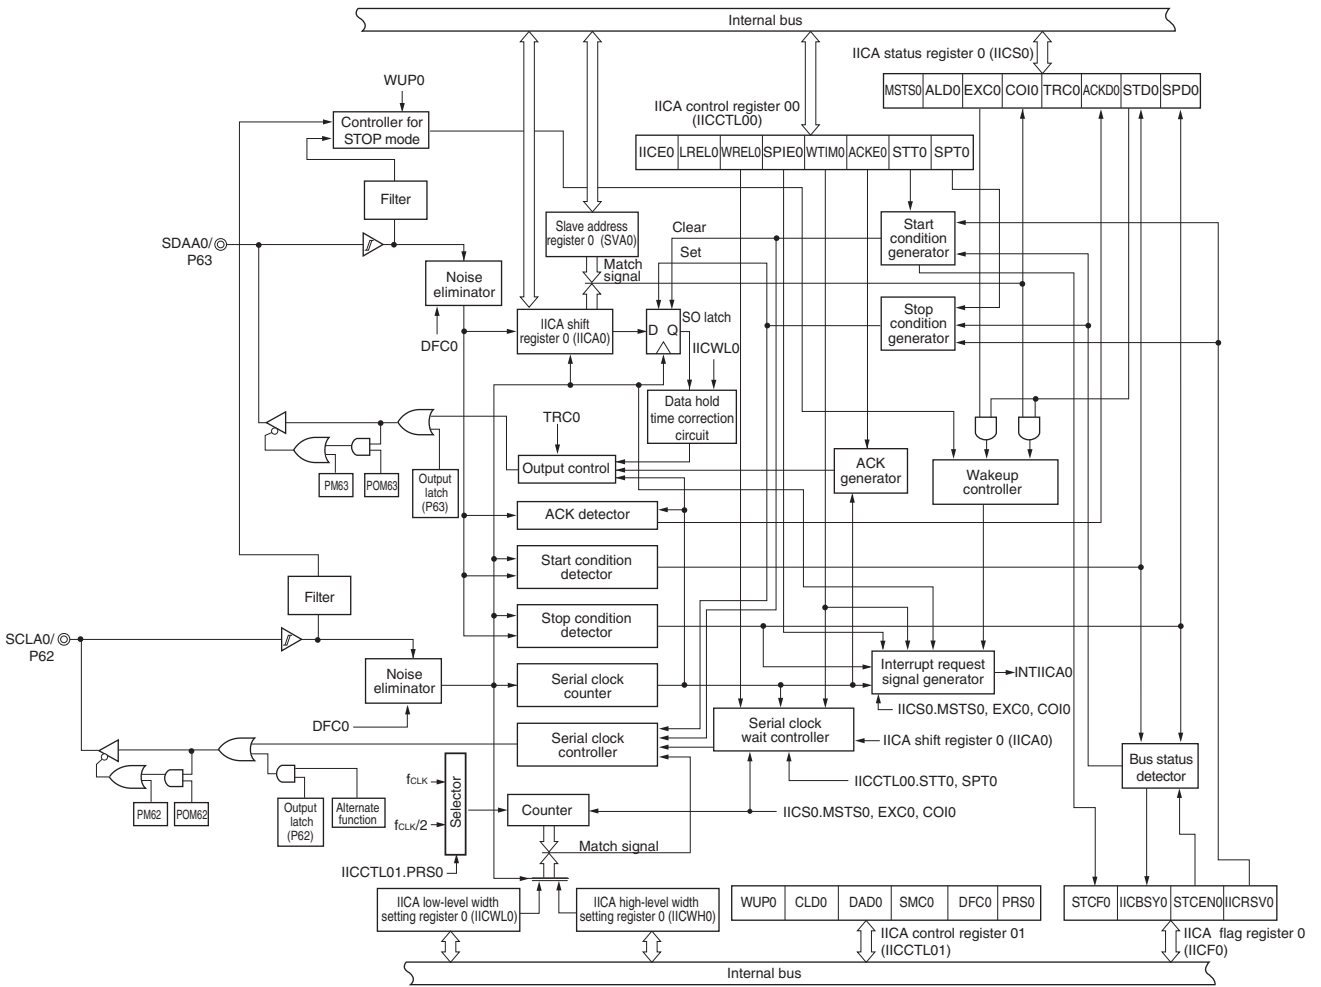 Internal bus
IICA status register 0 (IICS0)
MSTS0 ALD0 EXC0 COI0 TRC0 ACKD0 STD0 SPD0
WUP0
Controller for
STOP mode
IICA control register 00
(IICCTL00)
IICE0 LREL0 WREL0 SPIE0 WTIM0 ACKE0 STT0 SPT0
Filter
SDAA0/
P63
Slave address
register 0 (SVA0)
Clear
Set
Match
signal
Start
condition
generator
Noise
eliminator
DFC0
IICA shift
register 0 (IICA0)
D Q
SO latch
IICWL0
Stop
condition
generator
Data hold
time correction
circuit
TRC0
Output control
ACK
generator
Wakeup
controller
PM63
POM63
Output
latch
(P63)
ACK detector
Start condition
detector
Filter
Stop condition
detector
SCLA0/
P62
Noise
eliminator
DFC0
Serial clock
counter
Interrupt request
signal generator
INTIICA0
IICS0.MSTS0, EXC0, COI0
Serial clock
controller
Serial clock
wait controller
IICA shift register 0 (IICA0)
Bus status
detector
IICCTL00.STT0, SPT0
PM62
POM62
Output
latch
(P62)
Alternate
function
fCLK
fCLK/2
Selector
Counter
IICS0.MSTS0, EXC0, COI0
Match signal
IICCTL01.PRS0
IICA low-level width
setting register 0 (IICWL0)
IICA high-level width
setting register 0 (IICWH0)
WUP0 CLD0 DAD0 SMC0 DFC0 PRS0
STCF0 IICBSY0 STCEN0 IICRSV0
IICA control register 01
(IICCTL01)
IICA flag register 0
(IICF0)
Internal bus